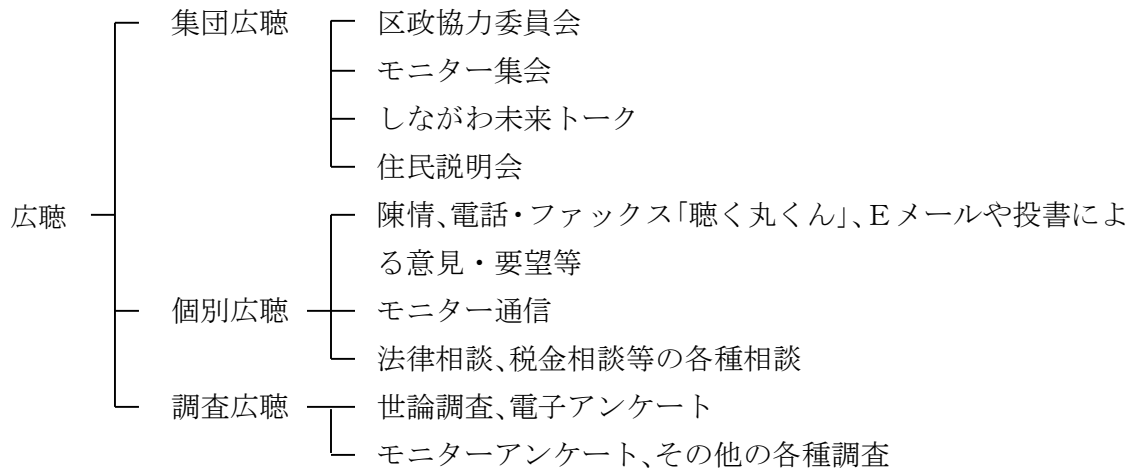 集団広聴 区政協力委員会
モニター集会
しながわ未来トーク
住民説明会
広聴 陳情、電話・ファックス「聴く丸くん」、Eメールや投書によ
る意見・要望等
個別広聴 モニター通信
法律相談、税金相談等の各種相談
調査広聴 世論調査、電子アンケート
モニターアンケート、その他の各種調査